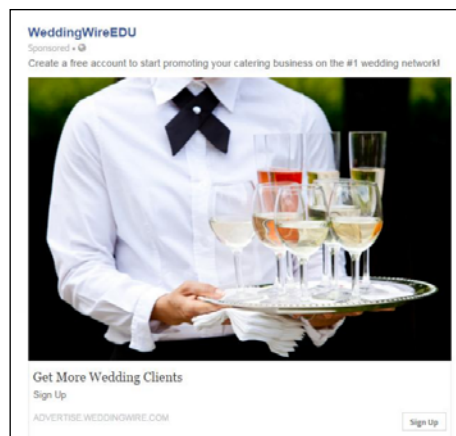 WeddingWireEDU
Sponsored •
Create a free account to start promoting your catering business on the #1 wedding network!
Get More Wedding Clients
Sign Up
ADVERTISE.WEDDINGWIRE.COM
Sign Up